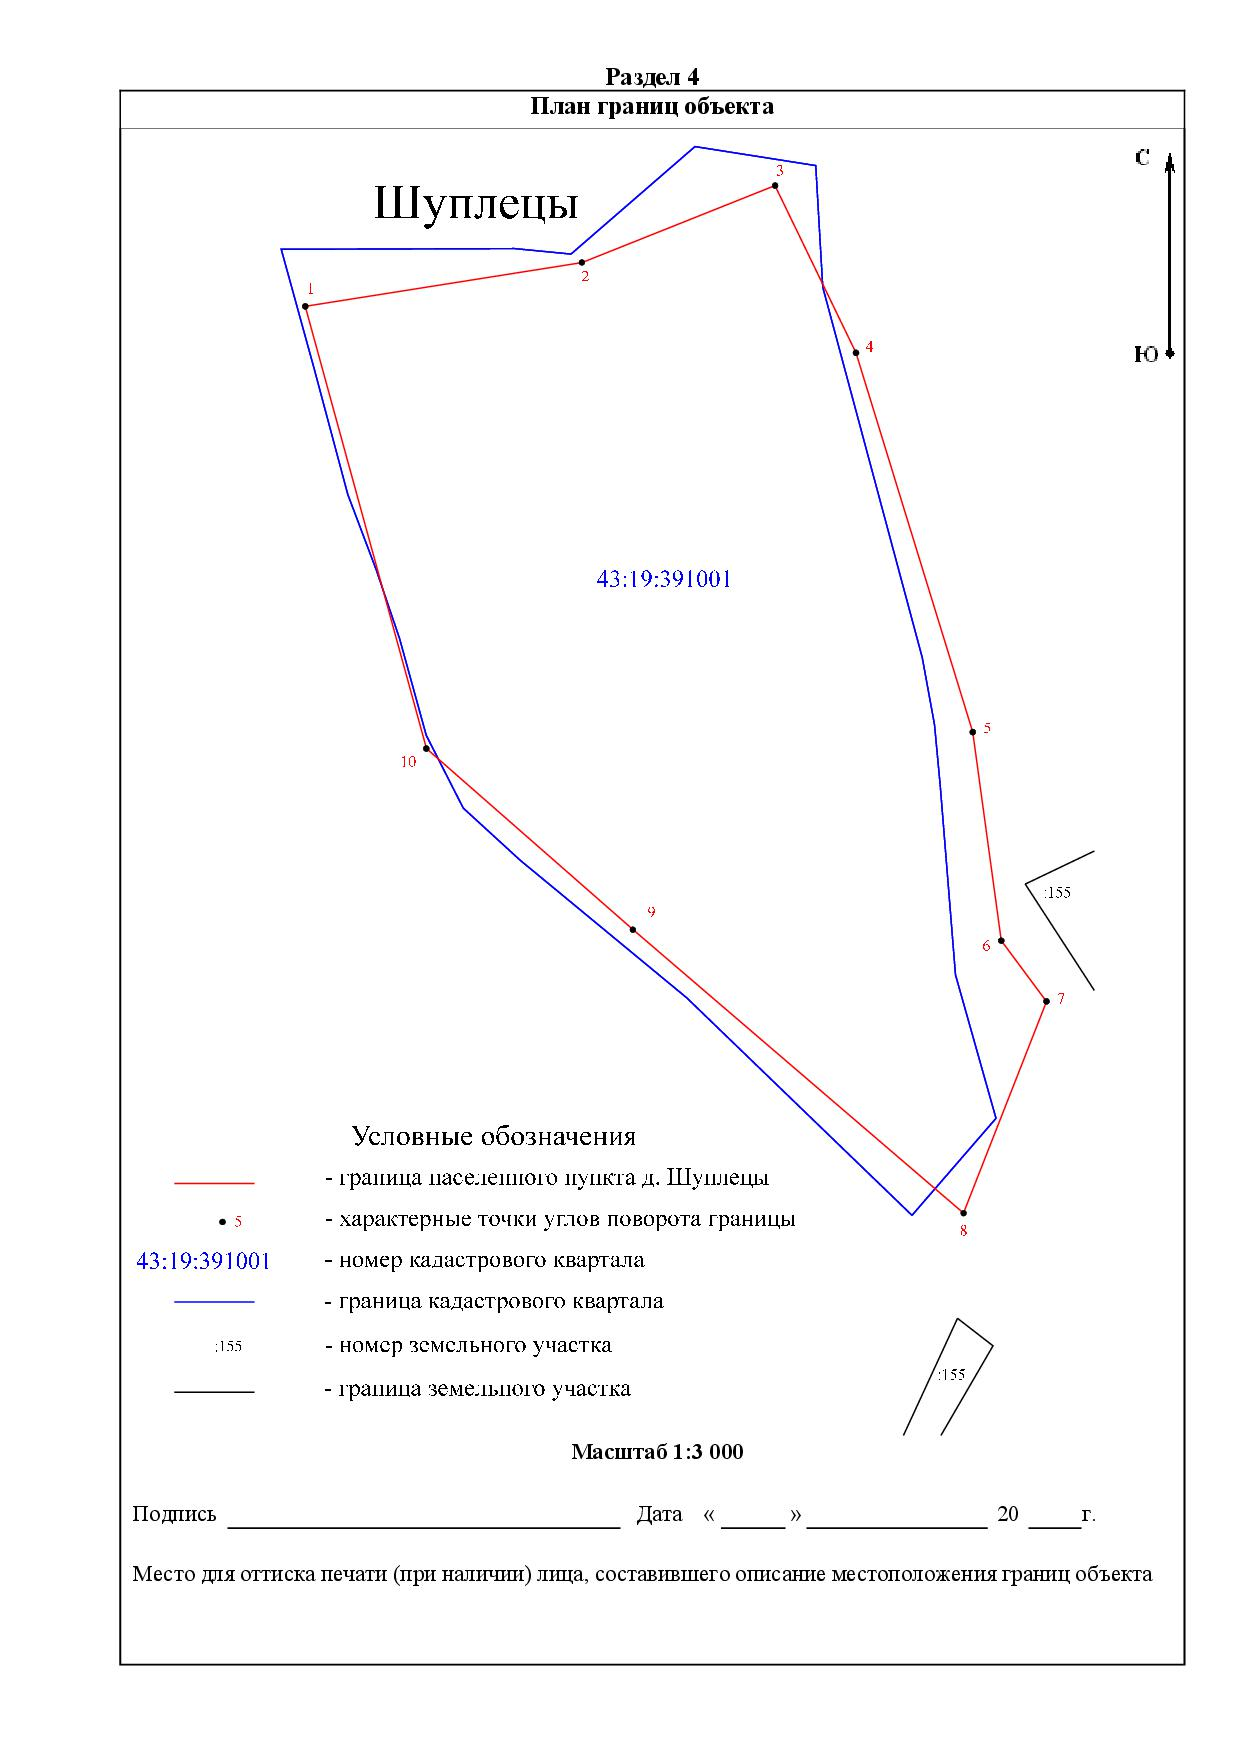 Раздел 4
План границ объекта
С
3
Шуплецы
2
1
4
Ю
43:19:391001
5
10
:155
9
6
7
Условные обозначения
- граница населенного пункта д. Шуплецы
5 - характерные точки углов поворота границы
8
43:19:391001 - номер кадастрового квартала
- граница кадастрового квартала
:155 - номер земельного участка
:155
- граница земельного участка
Масштаб 1:3 000
Подпись Дата « » 20 г.
Место для оттиска печати (при наличии) лица, составившего описание местоположения границ объекта